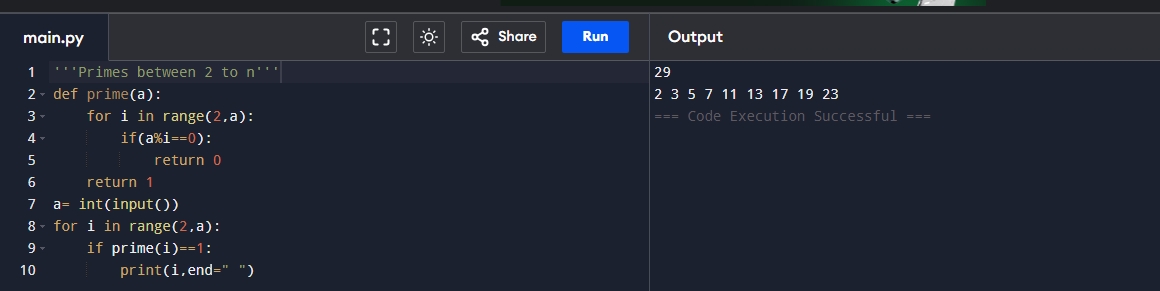 main.py
Share
Run
Output
1 '''Primes between 2 to n'''
2 def prime(a):
3     for i in range(2,a):
4         if(a%i==0):
5             return 0
6     return 1
7 a= int(input())
8 for i in range(2,a):
9     if prime(i)==1:
10         print(i,end=" ")
29
2 3 5 7 11 13 17 19 23
=== Code Execution Successful ===